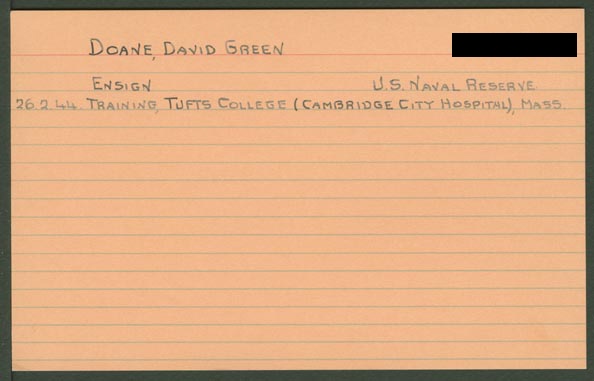 DOANE, DAVID GREEN
ENSIGN U.S. NAVAL RESERVE.
26.2.44. TRAINING, TUFTS COLLEGE (CAMBRIDGE CITY HOSPITAL), MASS.